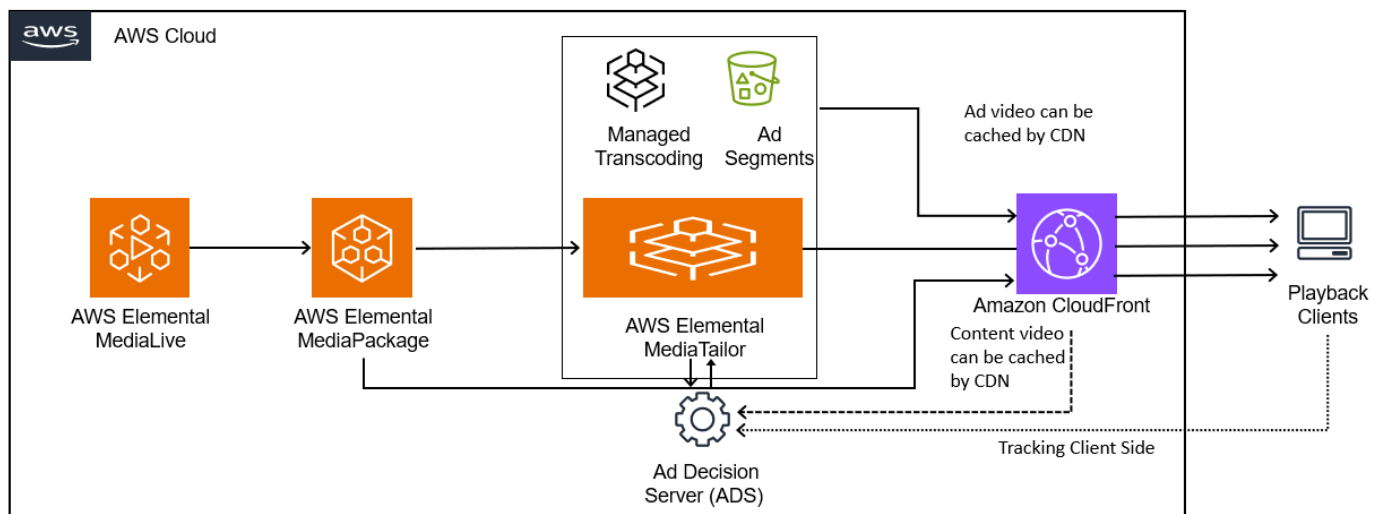 aws
AWS Cloud
Managed
Transcoding
Ad
Segments
Ad video can be
cached by CDN
AWS Elemental
MediaLive
AWS Elemental
MediaPackage
AWS Elemental
MediaTailor
Amazon CloudFront
Content video
can be cached
by CDN
Playback
Clients
Tracking Client Side
Ad Decision
Server (ADS)